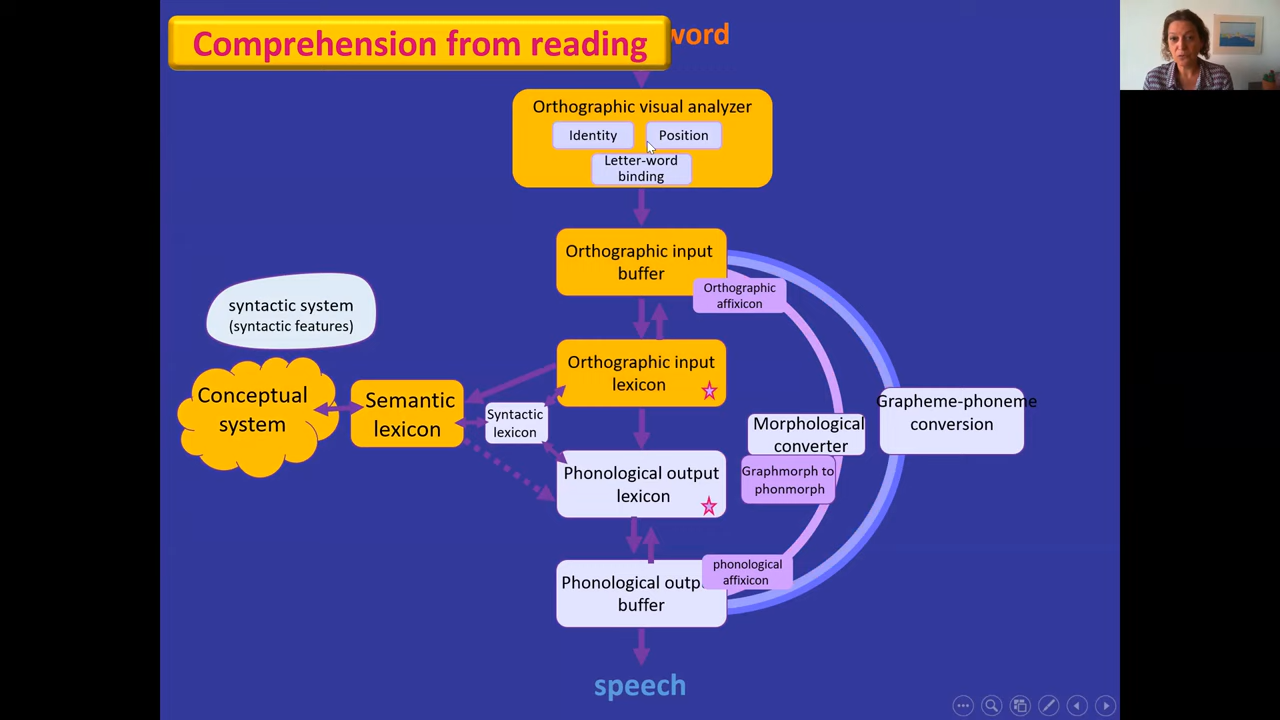 Comprehension from reading
word
Orthographic visual analyzer
Identity
Position
Letter-word
binding
Orthographic input
buffer
Orthographic
affixicon
syntactic system
(syntactic features)
Orthographic input
lexicon
Conceptual
system
Semantic
lexicon
Syntactic
lexicon
Grapheme-phoneme
conversion
Morphological
converter
Graphmorph to
phonmorph
Phonological output
lexicon
phonological
affixicon
Phonological outp
buffer
speech